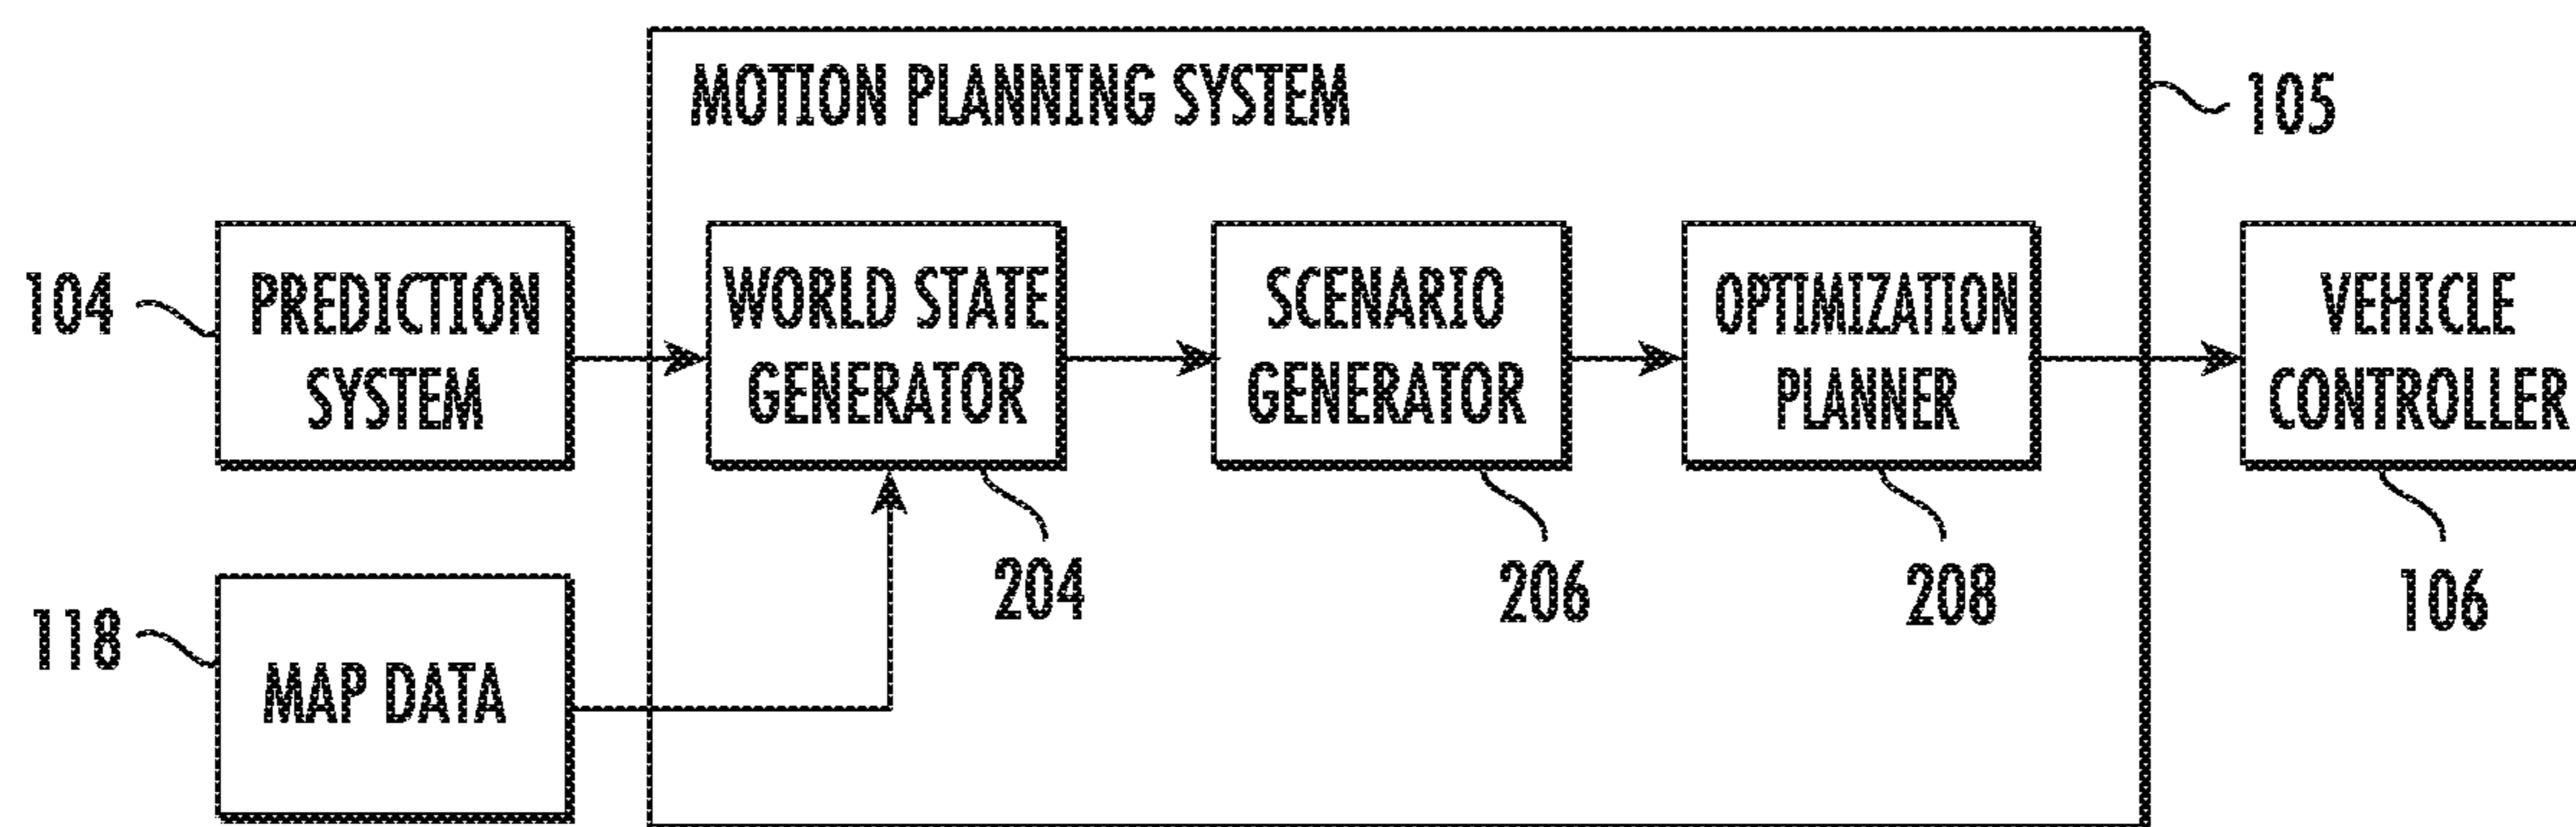 MOTION PLANNING SYSTEM
105
104
PREDICTION
SYSTEM
WORLD STATE
GENERATOR
SCENARIO
GENERATOR
OPTIMIZATION
PLANNER
VEHICLE
CONTROLLER
204
206
208
106
118
MAP DATA